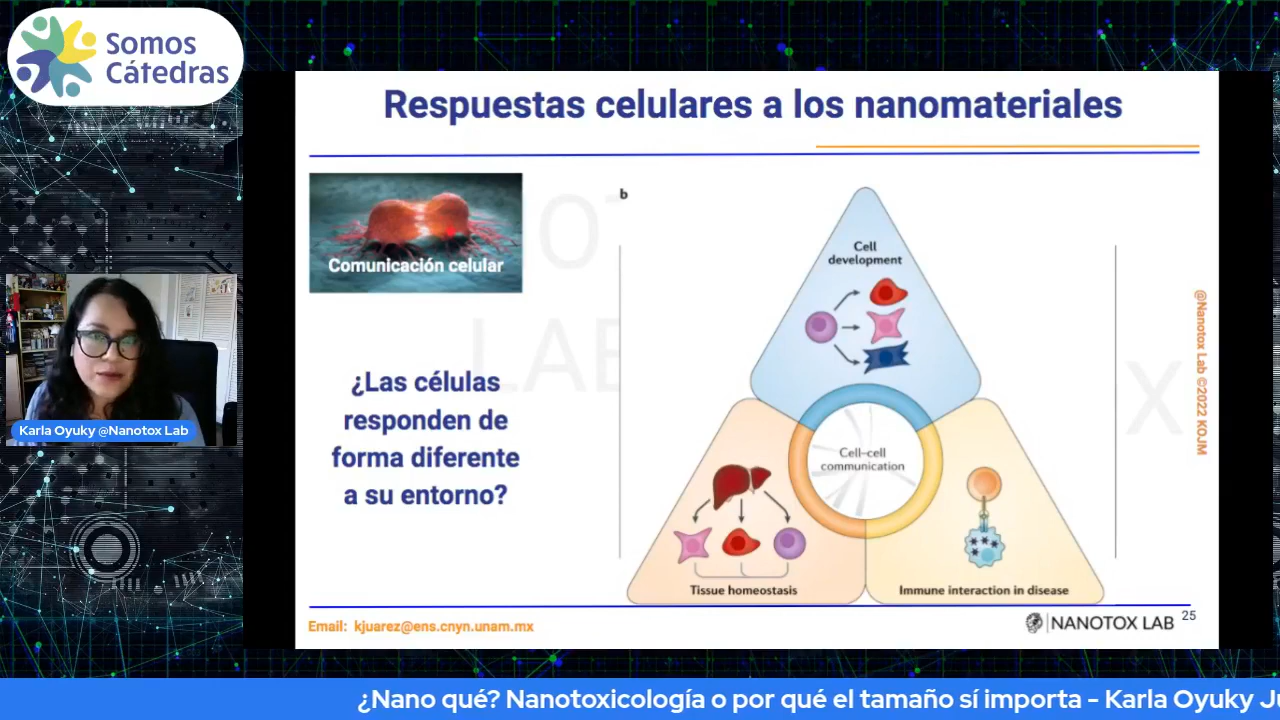 Somos
Cátedras
Respuestas celulares a los nanomateriales
Comunicación celular
¿Las células
responden de
forma diferente
a su entorno?
b
Cell
development
Cell–cell
communication
Tissue homeostasis
Immune interaction in disease
@Nanotox Lab ©2022 KOJM
Email: kjuarez@ens.cnyn.unam.mx
NANOTOX LAB
25
Karla Oyuky @Nanotox Lab
¿Nano qué? Nanotoxicología o por qué el tamaño sí importa - Karla Oyuky Ju